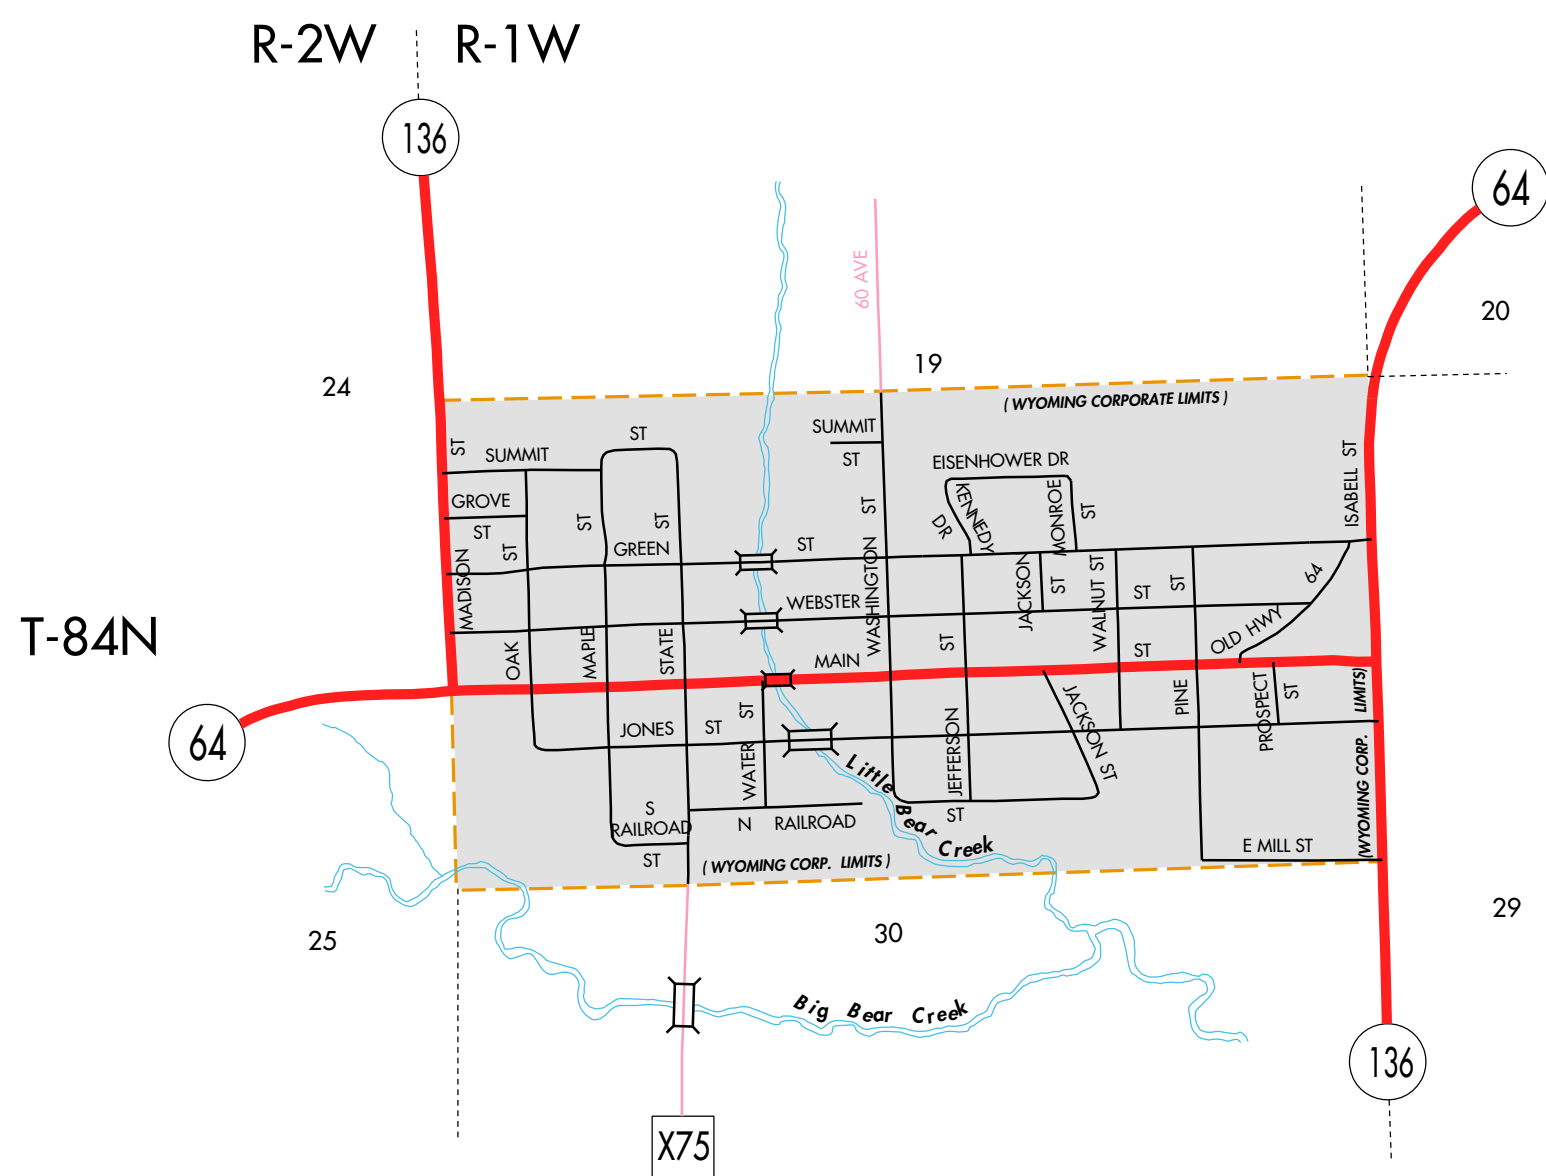 R-2W R-1W
136
64
60 AVE
20
19
24
( WYOMING CORPORATE LIMITS )
SUMMIT
ST
ST
SUMMIT
ST
ST
EISENHOWER DR
ISABELL ST
GROVE
ST
ST
ST
ST
ST
KENNEDY
DR
MONROE
ST
GREEN
ST
MADISON
WASHINGTON
JACKSON
ST
WALNUT ST
ST
ST
64
OLD HWY
WEBSTER
T-84N
OAK
MAPLE
STATE
MAIN
ST
ST
64
JONES
ST
ST
WATER
JEFFERSON
JACKSON ST
PINE
PROSPECT
ST
LIMITS)
(WYOMING CORP.
Little
Bear
Creek
S
RAILROAD
ST
N RAILROAD
ST
E MILL ST
( WYOMING CORP. LIMITS )
25
30
29
Big Bear Creek
136
X75